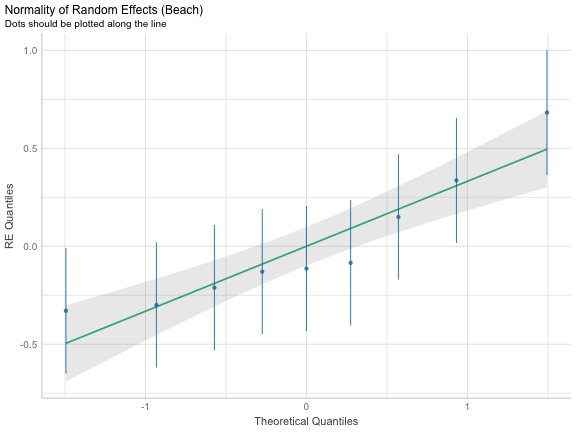 Normality of Random Effects (Beach)
Dots should be plotted along the line
1.0
0.5
0.0
-0.5
RE Quantiles
-1
0
1
Theoretical Quantiles